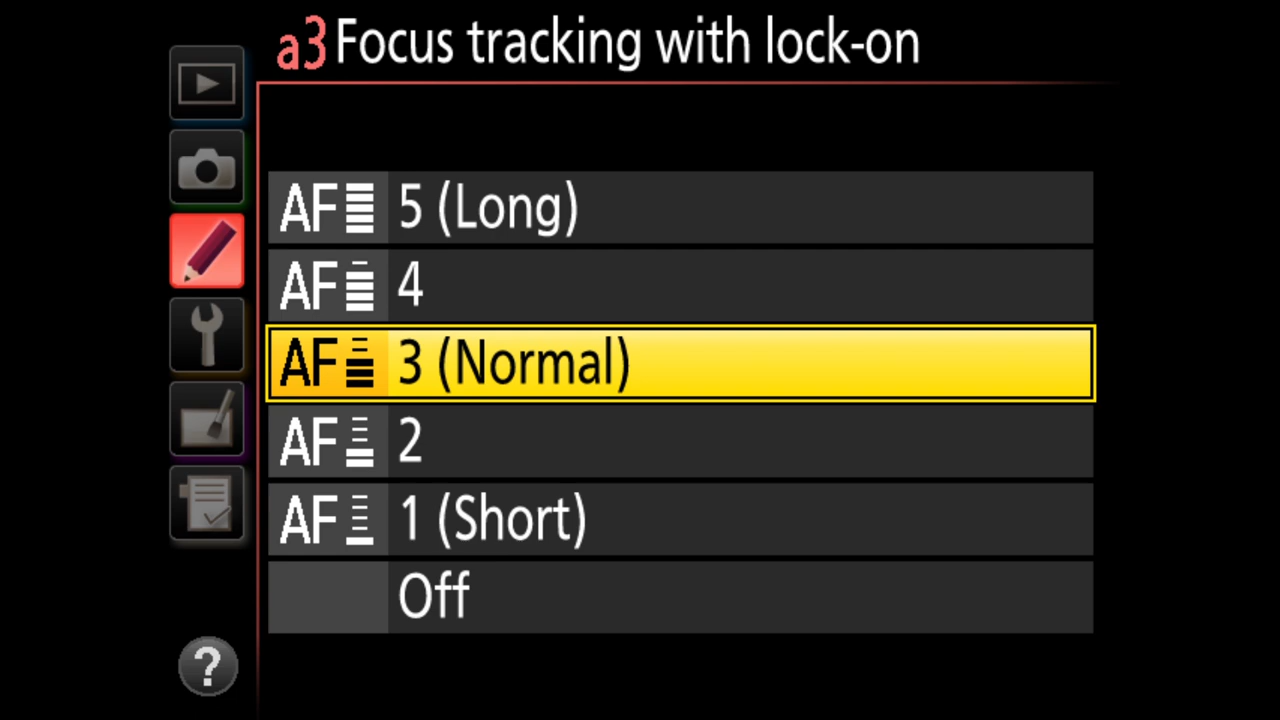 a3 Focus tracking with lock-on
AF 5 (Long)
AF 4
AF 3 (Normal)
AF 2
AF 1 (Short)
Off
?